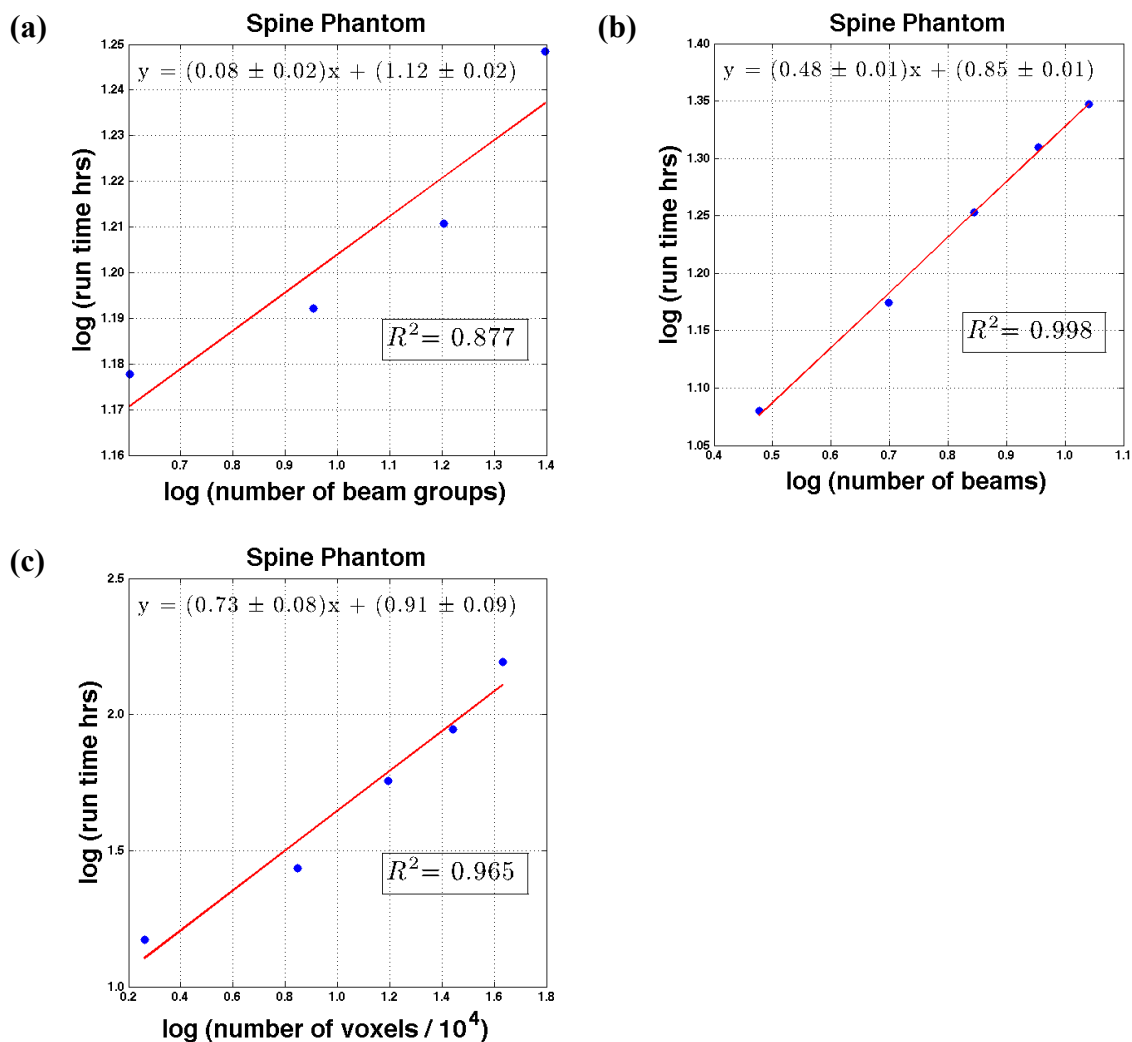 (a)
Spine Phantom
y = (0.08 ± 0.02)x + (1.12 ± 0.02)
R² = 0.877
log (run time hrs)
1.25
1.24
1.23
1.22
1.21
1.20
1.19
1.18
1.17
1.16
0.7 0.8 0.9 1.0 1.1 1.2 1.3 1.4
log (number of beam groups)
(b)
Spine Phantom
y = (0.48 ± 0.01)x + (0.85 ± 0.01)
R² = 0.998
log (run time hrs)
1.40
1.35
1.30
1.25
1.20
1.15
1.10
1.05
0.4 0.5 0.6 0.7 0.8 0.9 1.0 1.1
log (number of beams)
(c)
Spine Phantom
y = (0.73 ± 0.08)x + (0.91 ± 0.09)
R² = 0.965
log (run time hrs)
2.5
2.0
1.5
1.0
0.2 0.4 0.6 0.8 1.0 1.2 1.4 1.6 1.8
log (number of voxels / 10⁴)